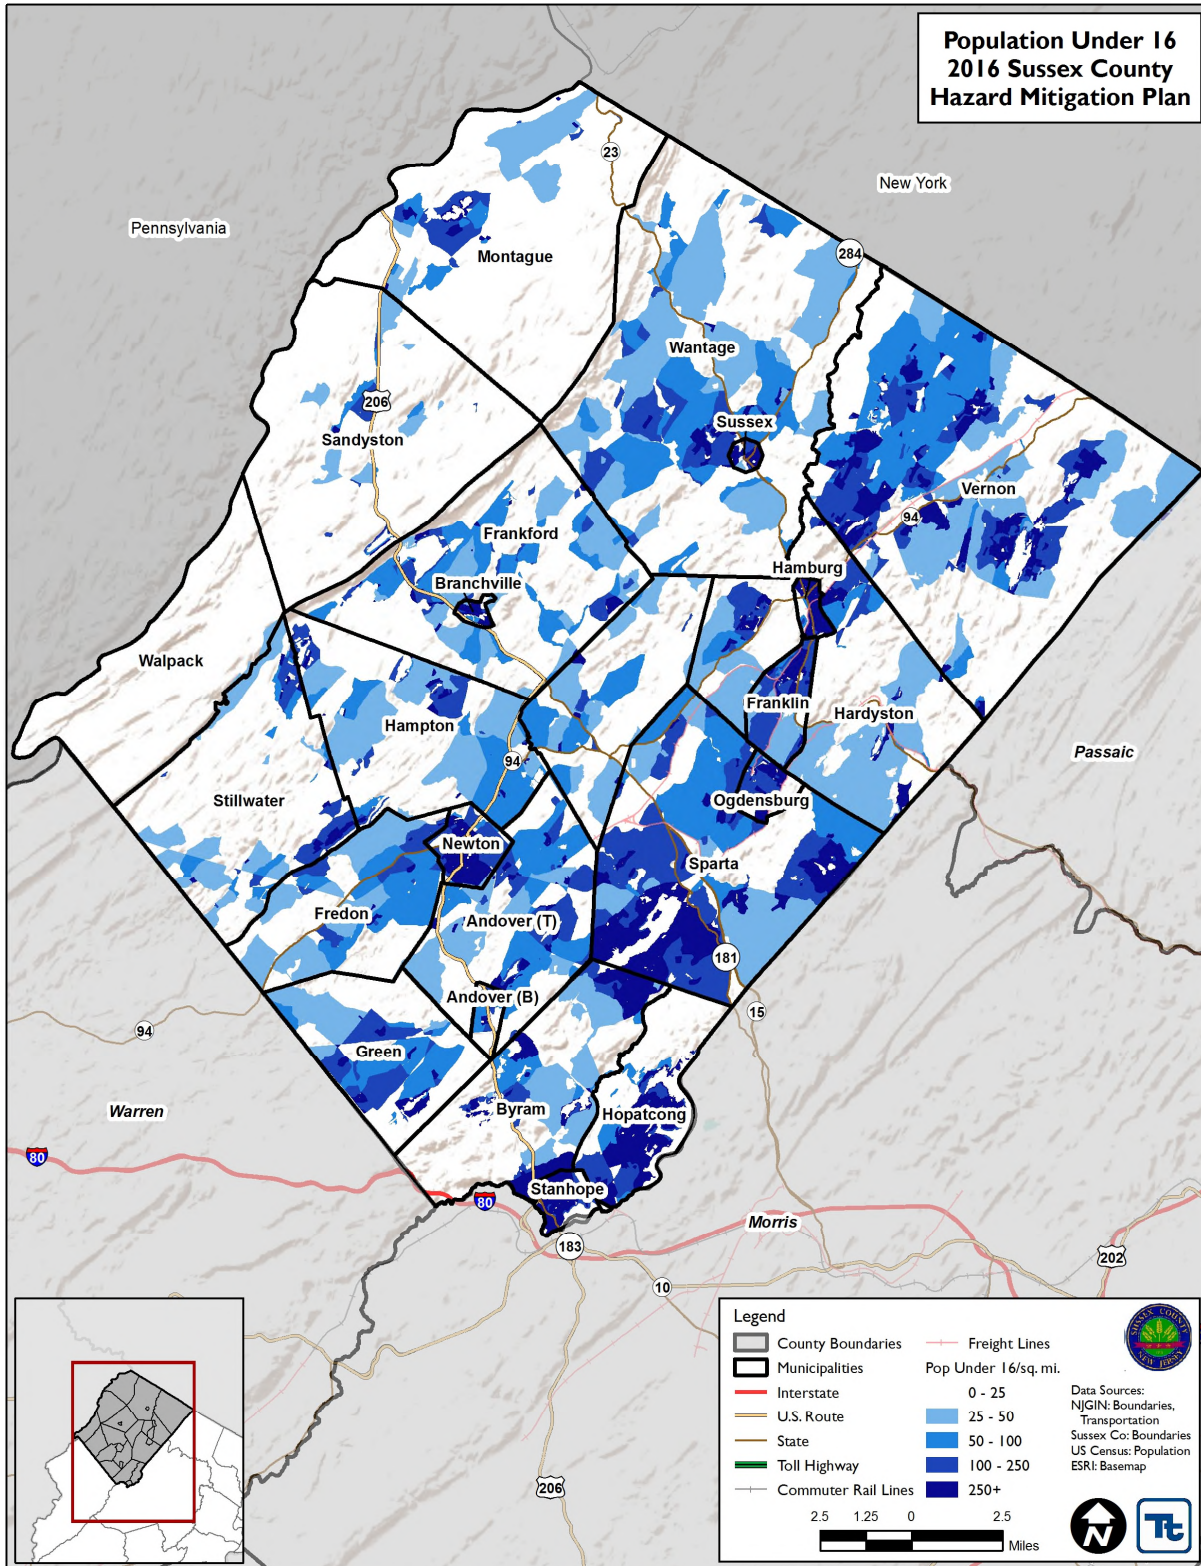 Population Under 16
2016 Sussex County
Hazard Mitigation Plan
23
New York
Pennsylvania
284
Montague
Wantage
206
Sussex
Sandyston
Vernon
94
Frankford
Hamburg
Branchville
Walpack
Franklin
Hardyston
Hampton
94
Passaic
Stillwater
Ogdensburg
Newton
Sparta
Fredon
Andover (T)
181
Andover (B)
15
94
Green
Warren
Byram
Hopatcong
80
Stanhope
80
Morris
183
202
10
206
Legend
County Boundaries
Municipalities
Interstate
U.S. Route
State
Toll Highway
Commuter Rail Lines
Freight Lines
Pop Under 16/sq. mi.
0 - 25
25 - 50
50 - 100
100 - 250
250+
SUSSEX COUNTY
NEW JERSEY
Data Sources:
NJGIN: Boundaries,
Transportation
Sussex Co: Boundaries
US Census: Population
ESRI: Basemap
2.5 1.25 0 2.5
Miles
N
Tt